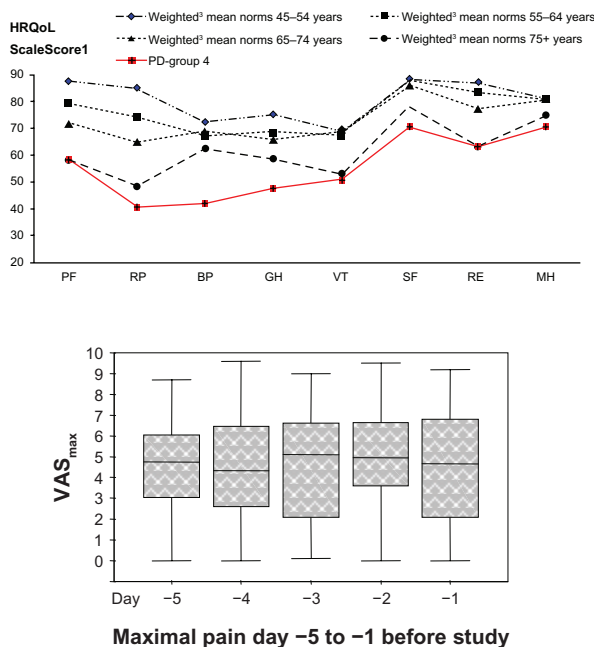 HRQoL
ScaleScore1
Weighted³ mean norms 45–54 years
Weighted³ mean norms 55–64 years
Weighted³ mean norms 65–74 years
Weighted³ mean norms 75+ years
PD-group 4
90
80
70
60
50
40
30
20
PF RP BP GH VT SF RE MH
VASmax
10
9
8
7
6
5
4
3
2
1
0
Day −5 −4 −3 −2 −1
Maximal pain day −5 to −1 before study